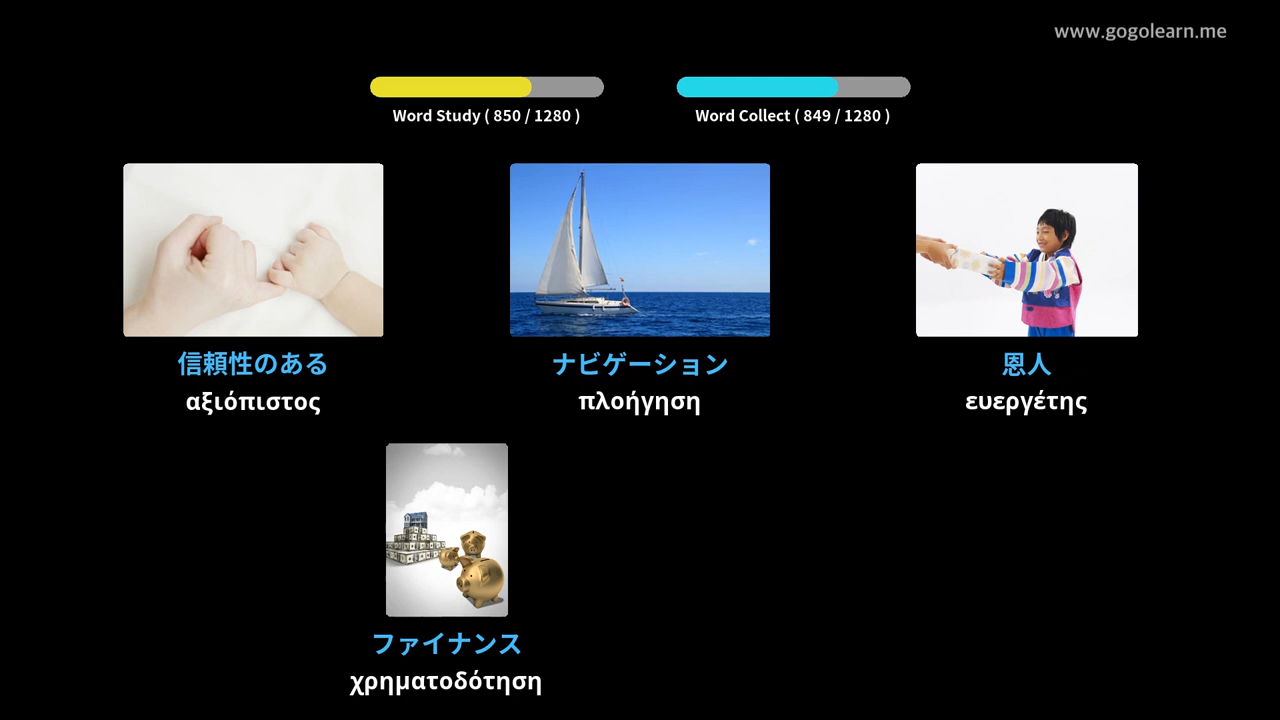 www.gogolearn.me
Word Study ( 850 / 1280 )
Word Collect ( 849 / 1280 )
信頼性のある
αξιόπιστος
ナビゲーション
πλοήγηση
恩人
ευεργέτης
ファイナンス
χρηματοδότηση